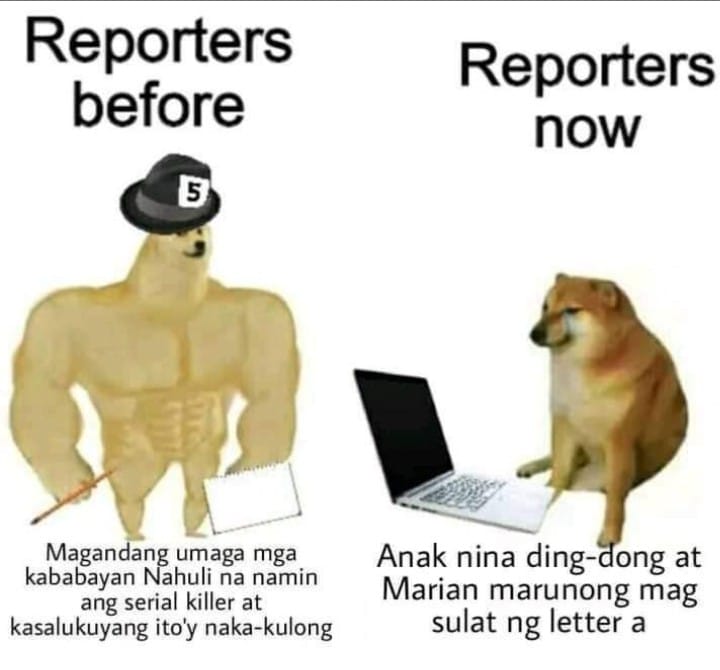 Reporters
before
Reporters
now
5
Magandang umaga mga
kababayan Nahuli na namin
ang serial killer at
kasalukuyang ito'y naka-kulong
Anak nina ding-dong at
Marian marunong mag
sulat ng letter a